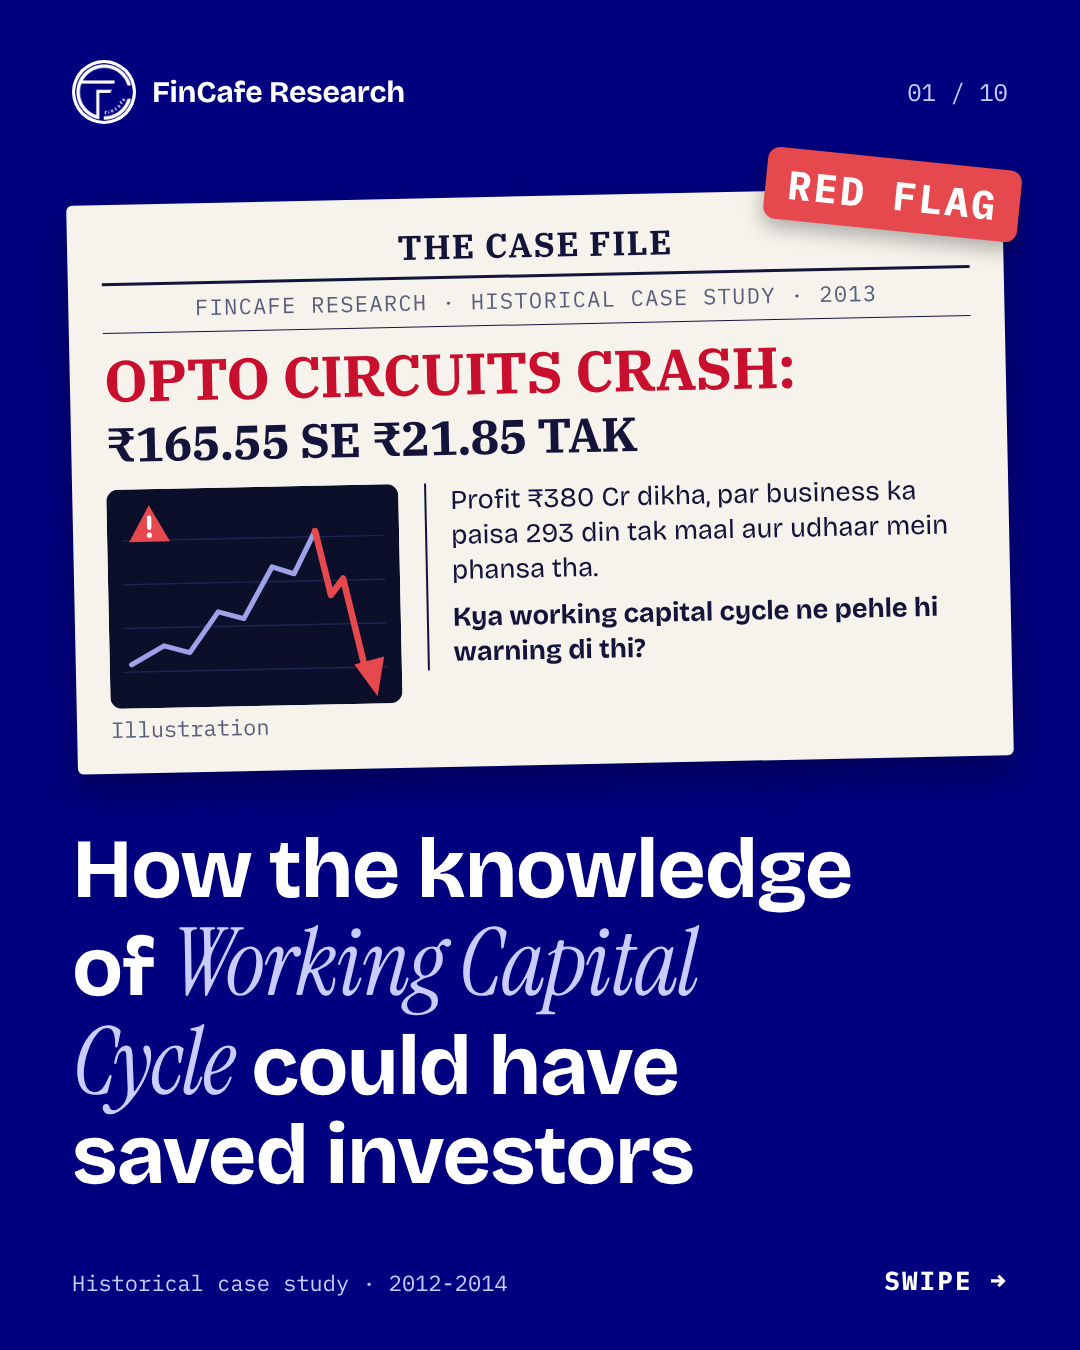 FinCafe Research
01 / 10
RED FLAG
THE CASE FILE
FINCAFE RESEARCH · HISTORICAL CASE STUDY · 2013
OPTO CIRCUITS CRASH:
₹165.55 SE ₹21.85 TAK
Profit ₹380 Cr dikha, par business ka
paisa 293 din tak maal aur udhaar mein
phansa tha.
Kya working capital cycle ne pehle hi
warning di thi?
Illustration
How the knowledge
of Working Capital
Cycle could have
saved investors
Historical case study · 2012-2014
SWIPE →